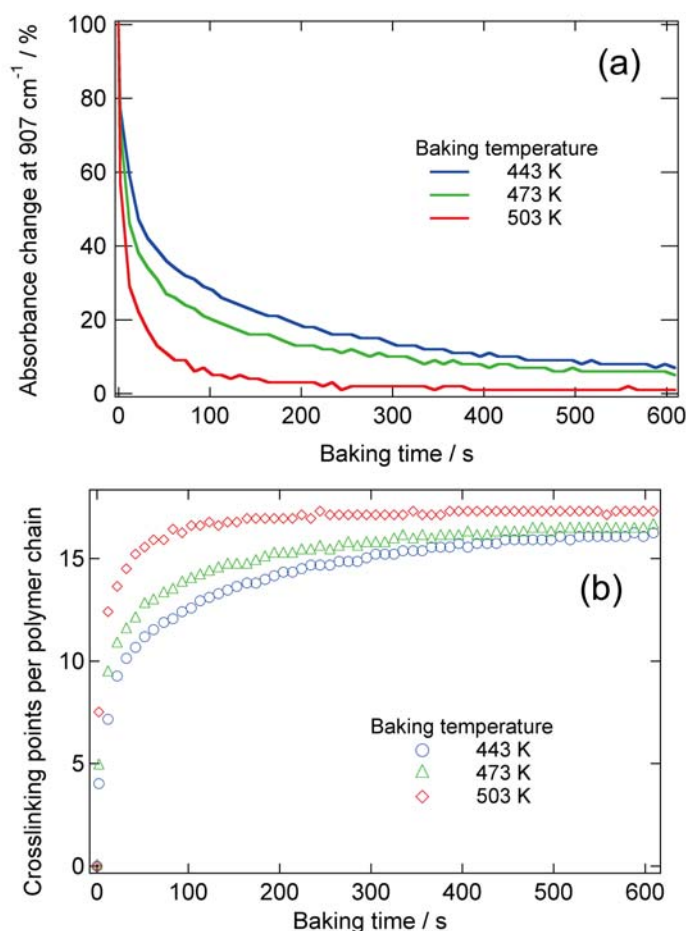 100
80
60
40
20
0
Absorbance change at 907 cm⁻¹ / %
(a)
Baking temperature
443 K
473 K
503 K
0 100 200 300 400 500 600
Baking time / s
15
10
5
0
Crosslinking points per polymer chain
(b)
Baking temperature
443 K
473 K
503 K
0 100 200 300 400 500 600
Baking time / s